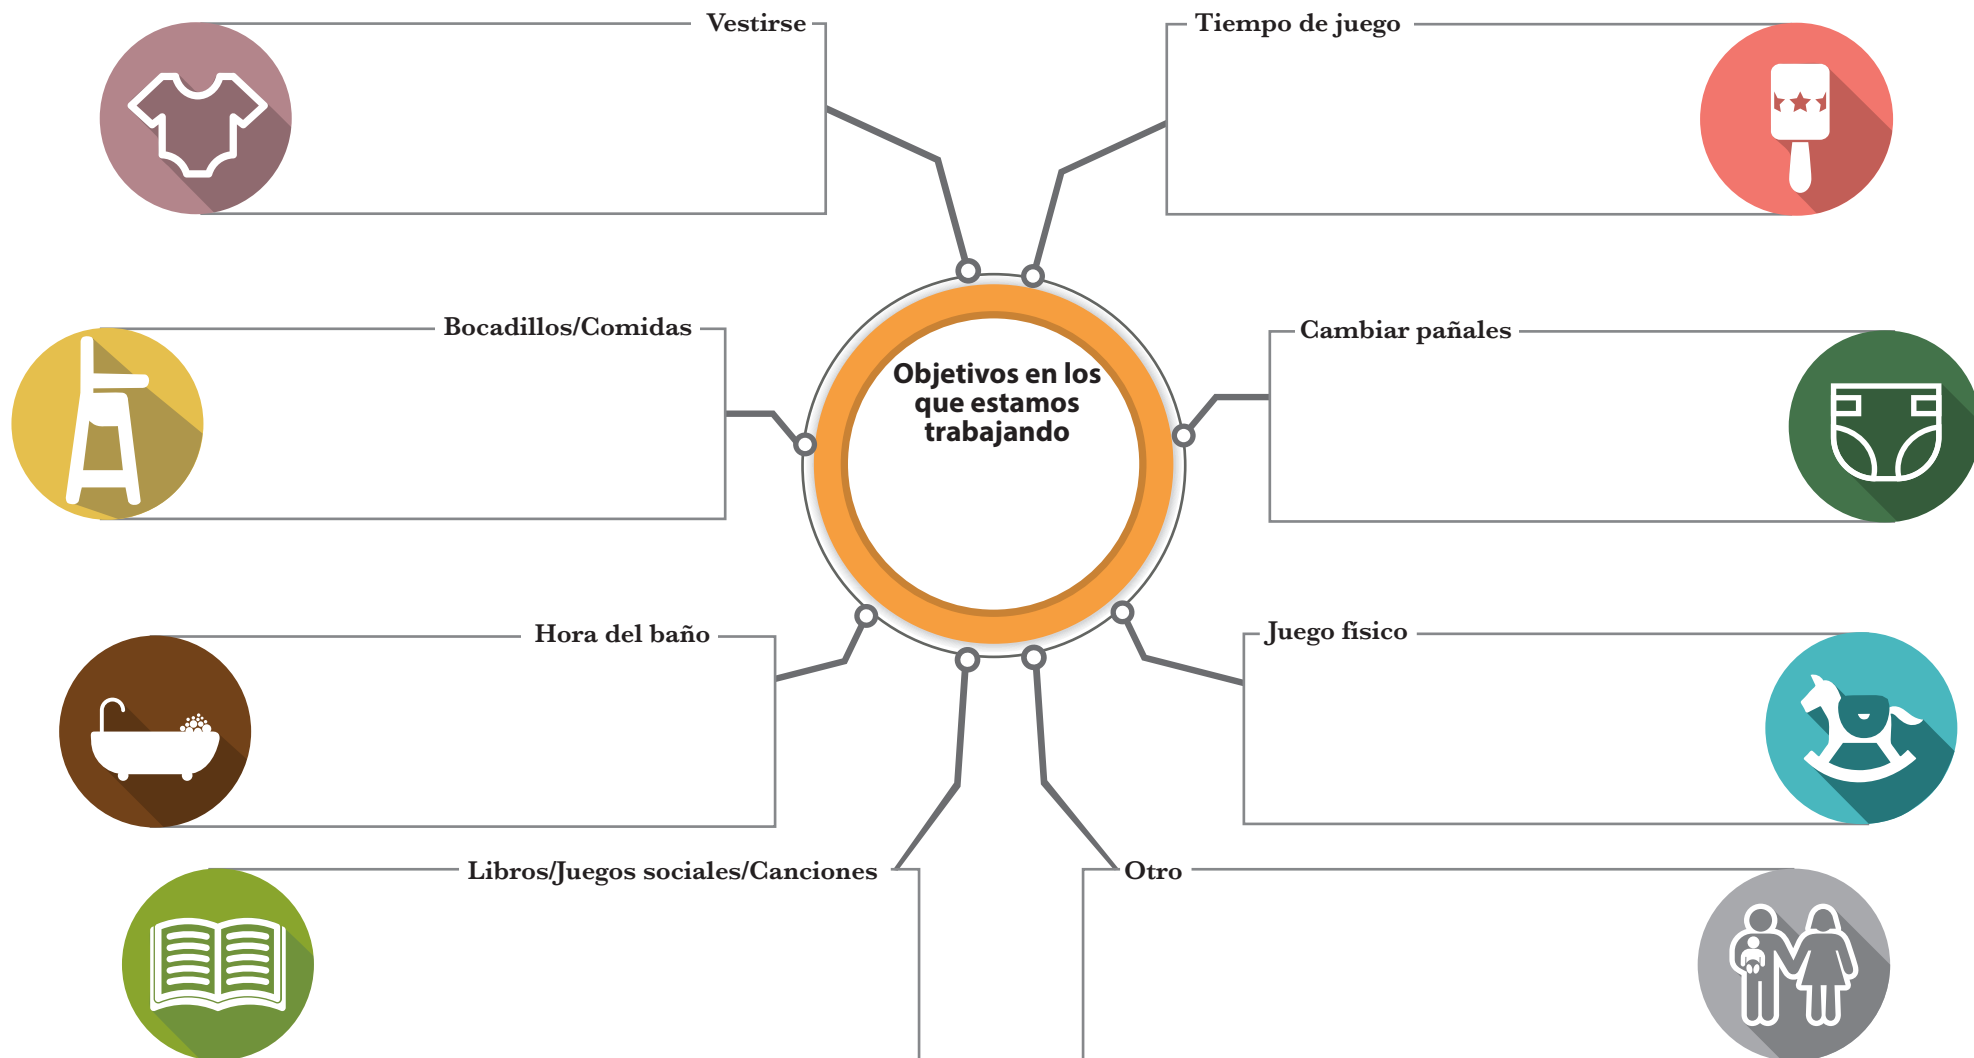 Vestirse
Tiempo de juego
Bocadillos/Comidas
Cambiar pañales
Objetivos en los
que estamos
trabajando
Hora del baño
Juego físico
Libros/Juegos sociales/Canciones
Otro